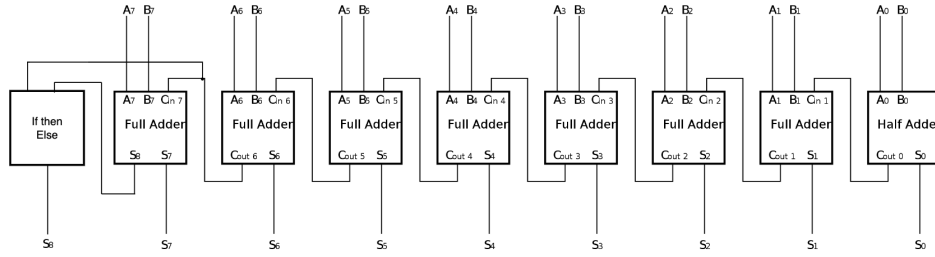 A7 B7 A6 B6 A5 B5 A4 B4 A3 B3 A2 B2 A1 B1 A0 B0
A7 B7 Cin 7 A6 B6 Cin 6 A5 B5 Cin 5 A4 B4 Cin 4 A3 B3 Cin 3 A2 B2 Cin 2 A1 B1 Cin 1 A0 B0
If then
Else
Full Adder Full Adder Full Adder Full Adder Full Adder Full Adder Full Adder Half Adde
S8 S7 Cout 6 S6 Cout 5 S5 Cout 4 S4 Cout 3 S3 Cout 2 S2 Cout 1 S1 Cout 0 S0
S8 S7 S6 S5 S4 S3 S2 S1 S0